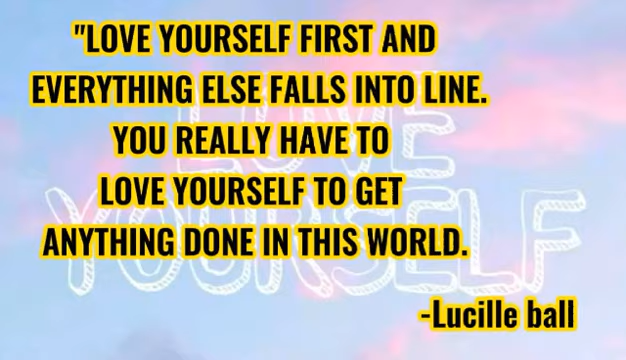 "LOVE YOURSELF FIRST AND
EVERYTHING ELSE FALLS INTO LINE.
YOU REALLY HAVE TO
LOVE YOURSELF TO GET
ANYTHING DONE IN THIS WORLD.
-Lucille ball
LOVE
YOURSELF